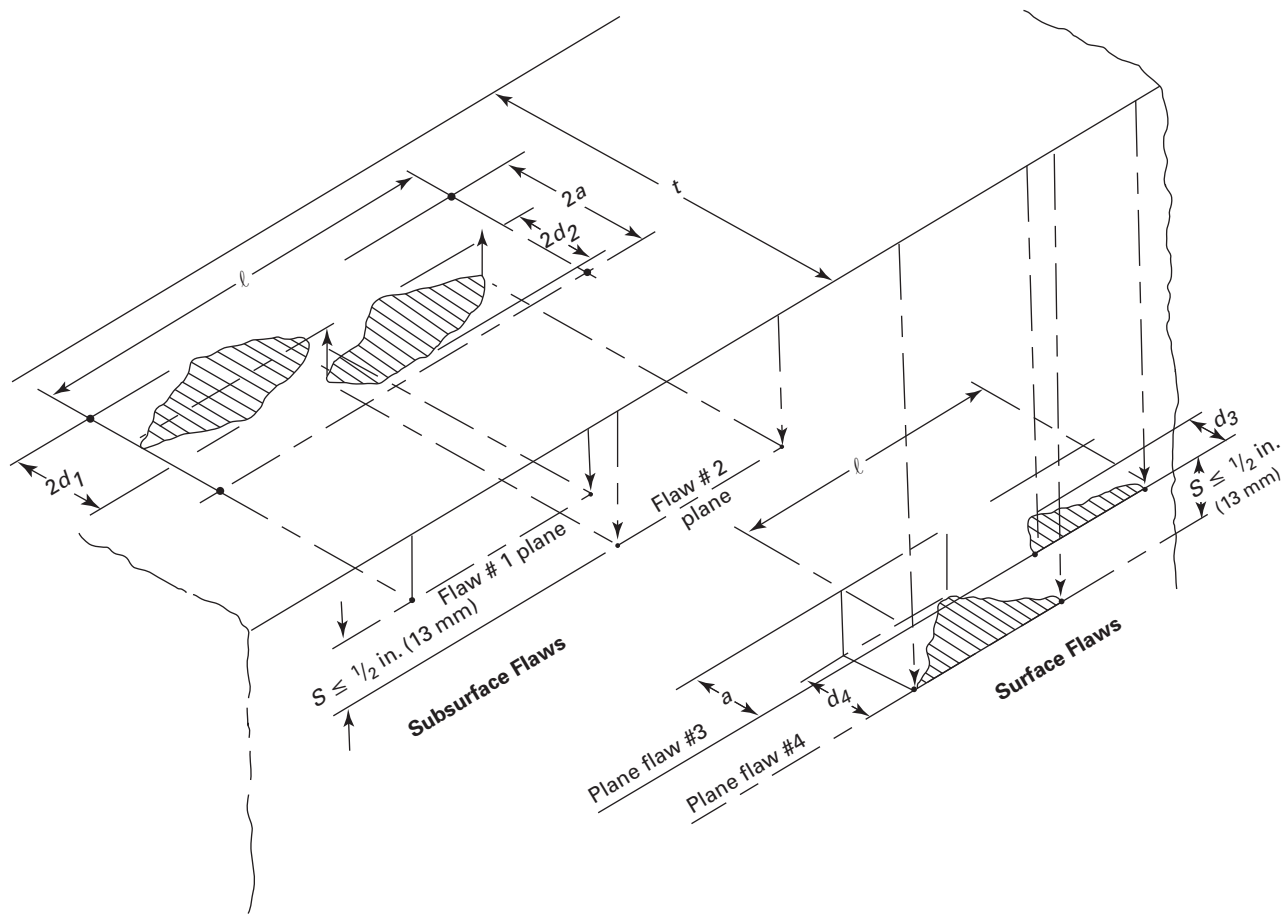 t
2a
2d2
ℓ
2d1
Flaw # 2
plane
Flaw # 1 plane
S ≤ 1/2 in. (13 mm)
Subsurface Flaws
ℓ
d3
S ≤ 1/2 in.
(13 mm)
a
d4
Plane flaw #3
Plane flaw #4
Surface Flaws